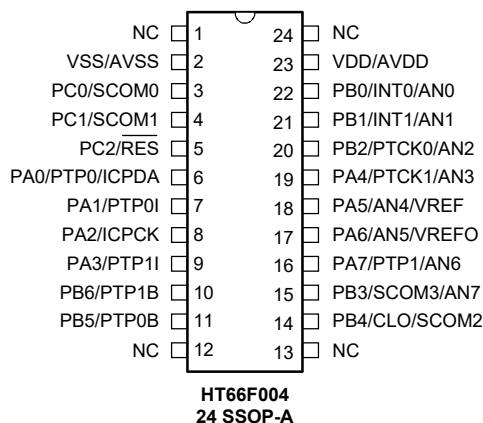 NC 1 24 NC
VSS/AVSS 2 23 VDD/AVDD
PC0/SCOM0 3 22 PB0/INT0/AN0
PC1/SCOM1 4 21 PB1/INT1/AN1
PC2/R̅E̅S̅ 5 20 PB2/PTCK0/AN2
PA0/PTP0/ICPDA 6 19 PA4/PTCK1/AN3
PA1/PTP0I 7 18 PA5/AN4/VREF
PA2/ICPCK 8 17 PA6/AN5/VREFO
PA3/PTP1I 9 16 PA7/PTP1/AN6
PB6/PTP1B 10 15 PB3/SCOM3/AN7
PB5/PTP0B 11 14 PB4/CLO/SCOM2
NC 12 13 NC
HT66F004
24 SSOP-A